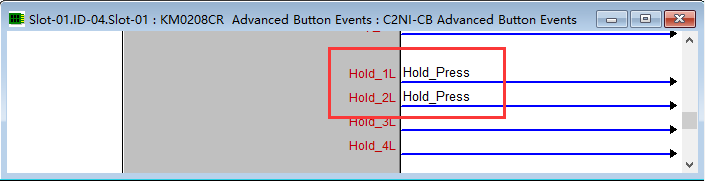 Slot-01.ID-04.Slot-01 : KM0208CR Advanced Button Events : C2NI-CB Advanced Button Events
Hold_1L Hold_Press
Hold_2L Hold_Press
Hold_3L
Hold_4L